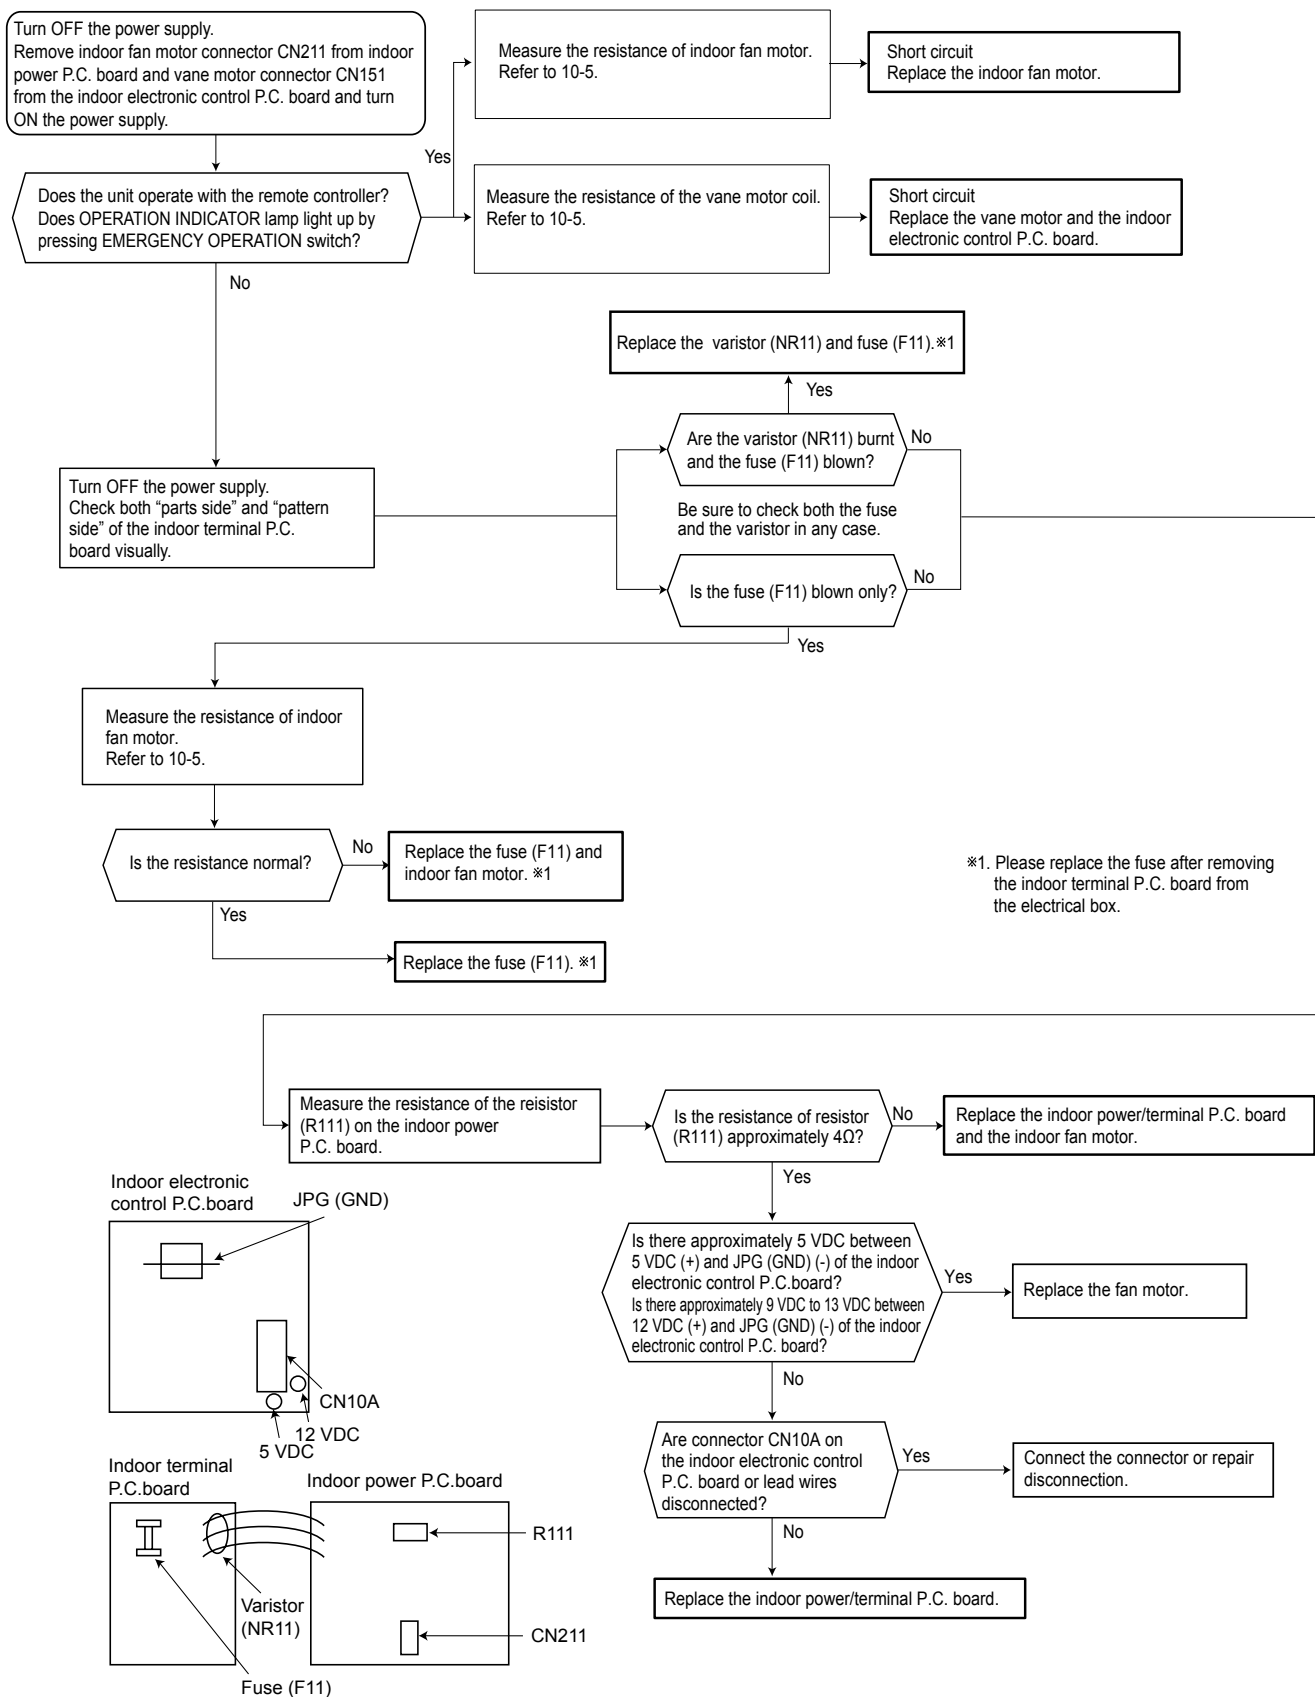 Turn OFF the power supply.
Remove indoor fan motor connector CN211 from indoor
power P.C. board and vane motor connector CN151
from the indoor electronic control P.C. board and turn
ON the power supply.
Measure the resistance of indoor fan motor.
Refer to 10-5.
Short circuit
Replace the indoor fan motor.
Yes
Does the unit operate with the remote controller?
Does OPERATION INDICATOR lamp light up by
pressing EMERGENCY OPERATION switch?
Measure the resistance of the vane motor coil.
Refer to 10-5.
Short circuit
Replace the vane motor and the indoor
electronic control P.C. board.
No
Replace the  varistor (NR11) and fuse (F11).※1
Yes
Are the varistor (NR11) burnt
and the fuse (F11) blown?
No
Turn OFF the power supply.
Check both “parts side” and “pattern
side” of the indoor terminal P.C.
board visually.
Be sure to check both the fuse
and the varistor in any case.
Is the fuse (F11) blown only?
No
Yes
Measure the resistance of indoor
fan motor.
Refer to 10-5.
Is the resistance normal?
No
Replace the fuse (F11) and
indoor fan motor. ※1
Yes
Replace the fuse (F11). ※1
※1. Please replace the fuse after removing
the indoor terminal P.C. board from
the electrical box.
Measure the resistance of the reisistor
(R111) on the indoor power
P.C. board.
Is the resistance of resistor
(R111) approximately 4Ω?
No
Replace the indoor power/terminal P.C. board
and the indoor fan motor.
Yes
Is there approximately 5 VDC between
5 VDC (+) and JPG (GND) (-) of the indoor
electronic control P.C.board?
Is there approximately 9 VDC to 13 VDC between
12 VDC (+) and JPG (GND) (-) of the indoor
electronic control P.C. board?
Yes
Replace the fan motor.
No
Are connector CN10A on
the indoor electronic control
P.C. board or lead wires
disconnected?
Yes
Connect the connector or repair
disconnection.
No
Replace the indoor power/terminal P.C. board.
Indoor electronic
control P.C.board
JPG (GND)
CN10A
12 VDC
5 VDC
Indoor terminal
P.C.board
Indoor power P.C.board
R111
Varistor
(NR11)
CN211
Fuse (F11)